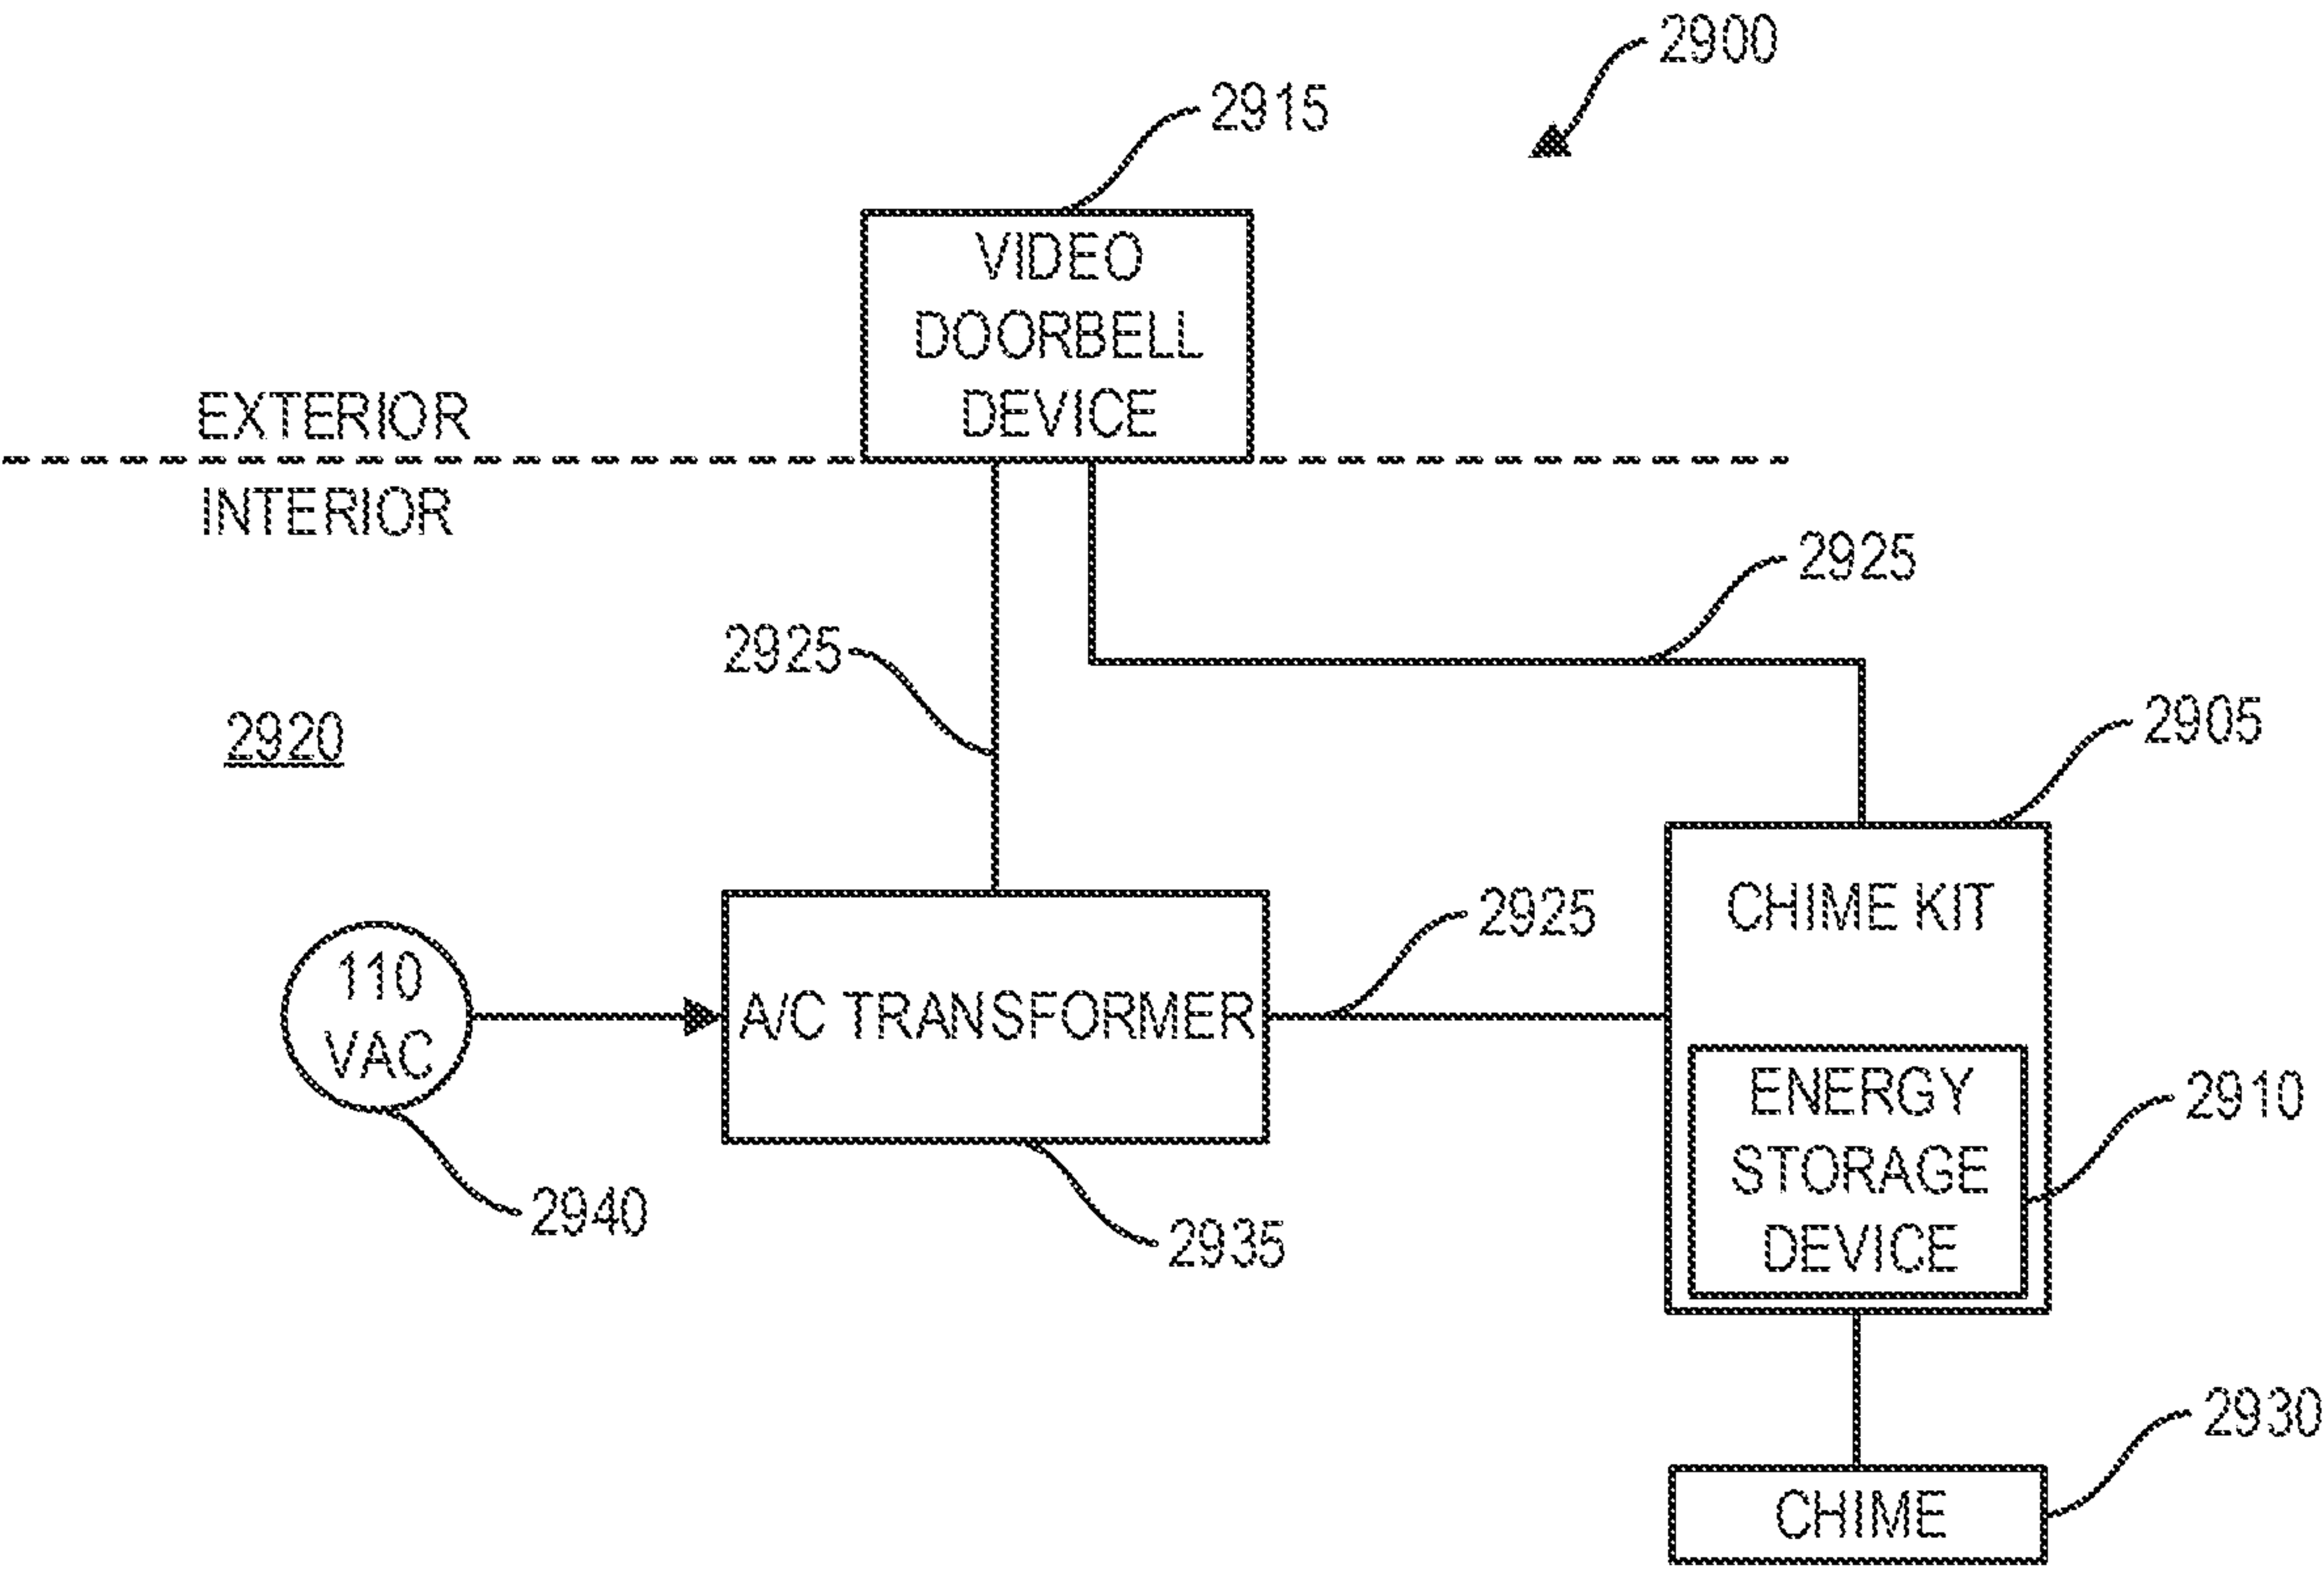 2900
2915
VIDEO
DOORBELL
DEVICE
EXTERIOR
INTERIOR
2925
2925
2920
2905
CHIME KIT
2925
110
VAC
A/C TRANSFORMER
ENERGY
STORAGE
DEVICE
2910
2940
2935
2930
CHIME